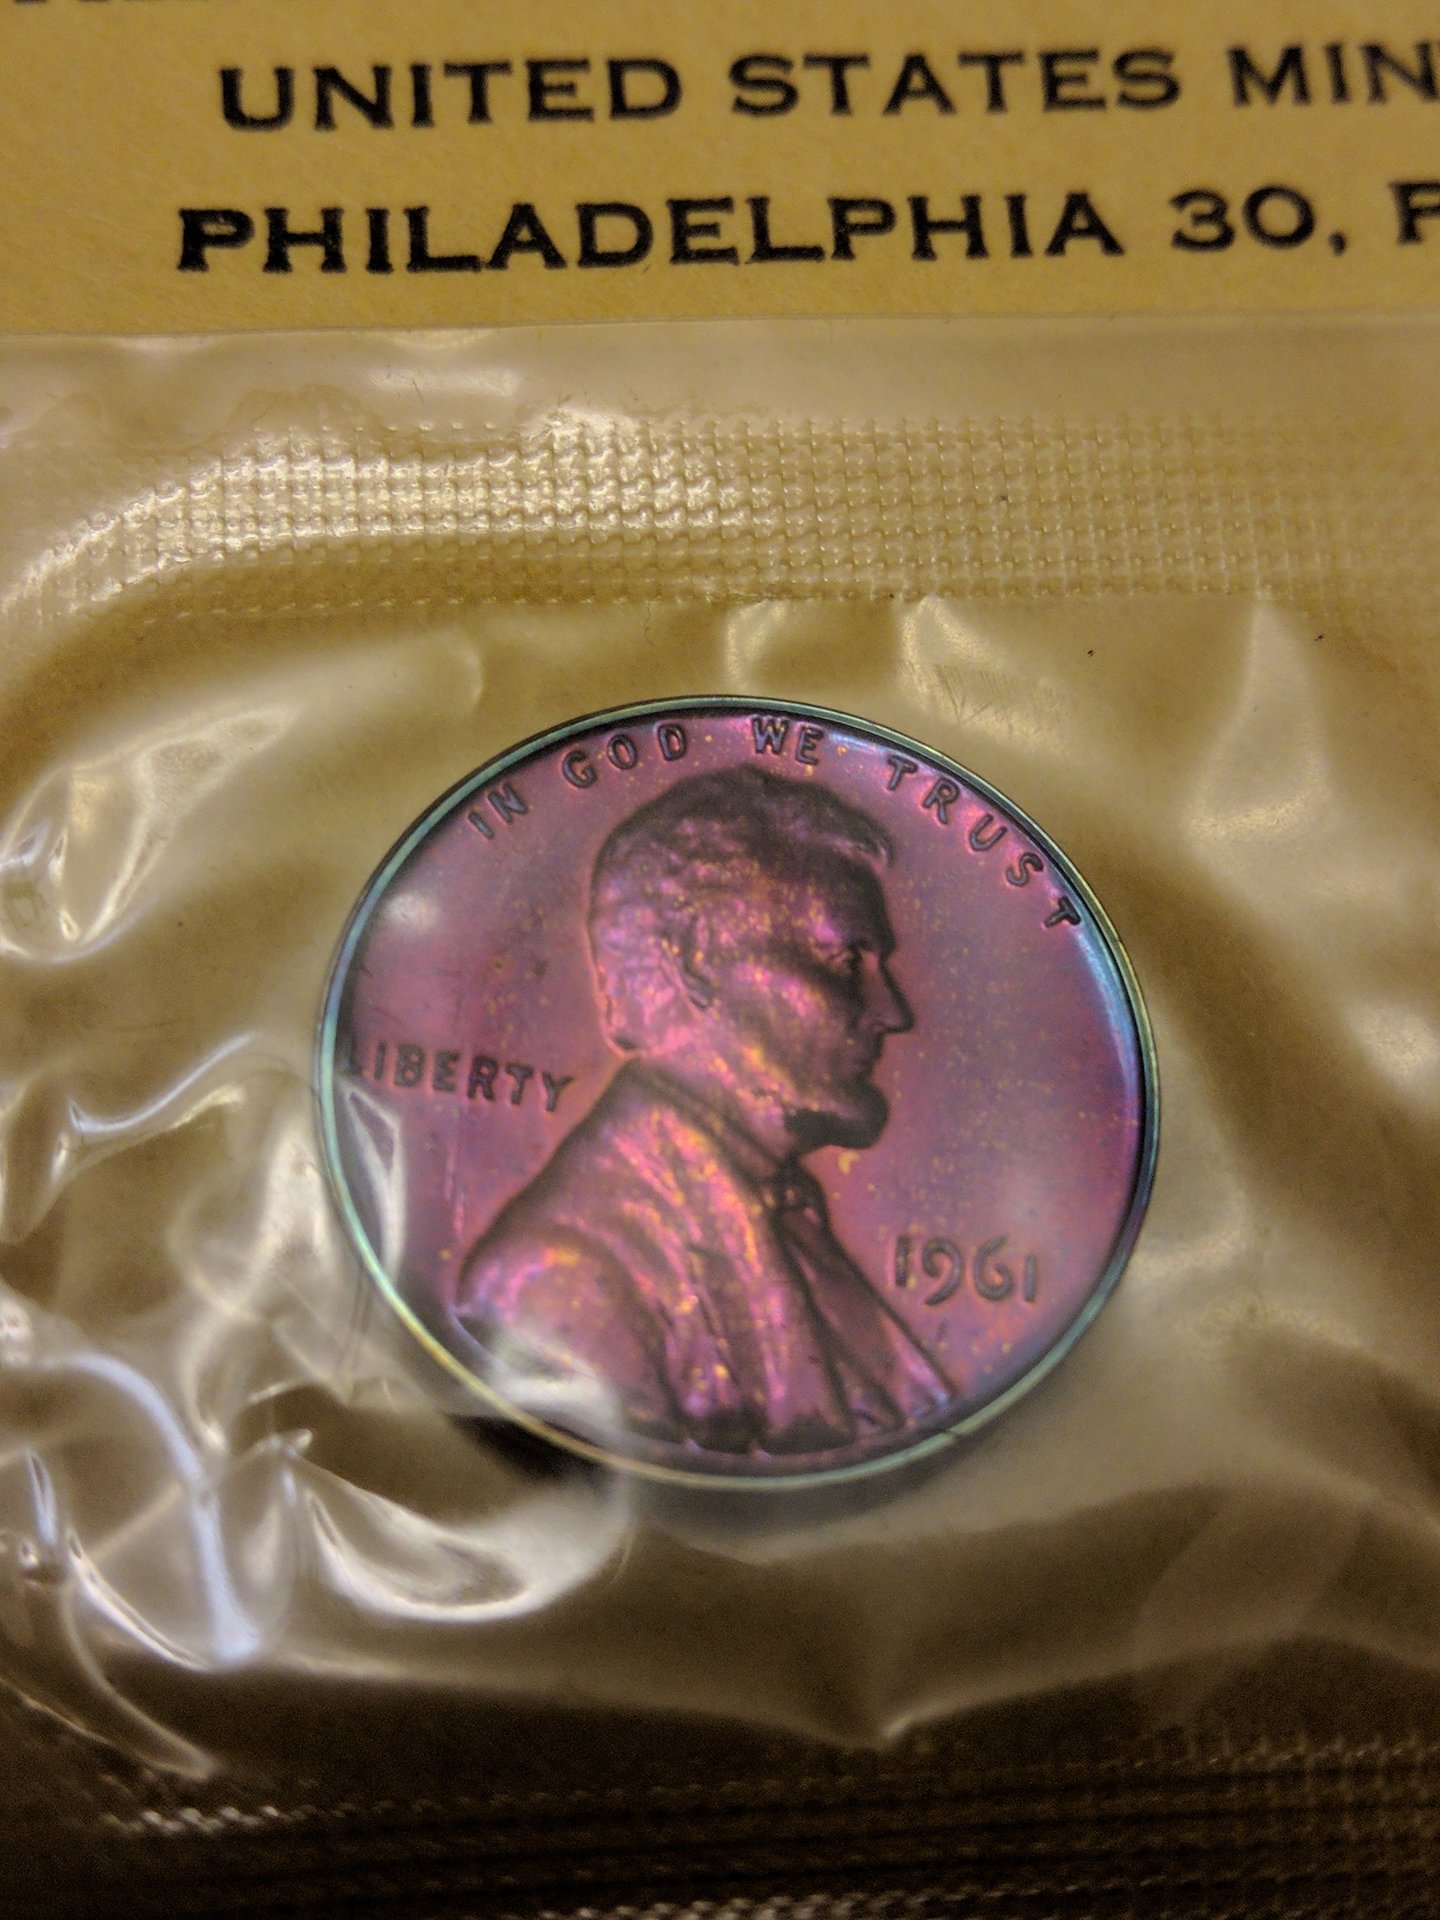 UNITED STATES MIN
PHILADELPHIA 30, P
IN GOD WE TRUST
LIBERTY
1961